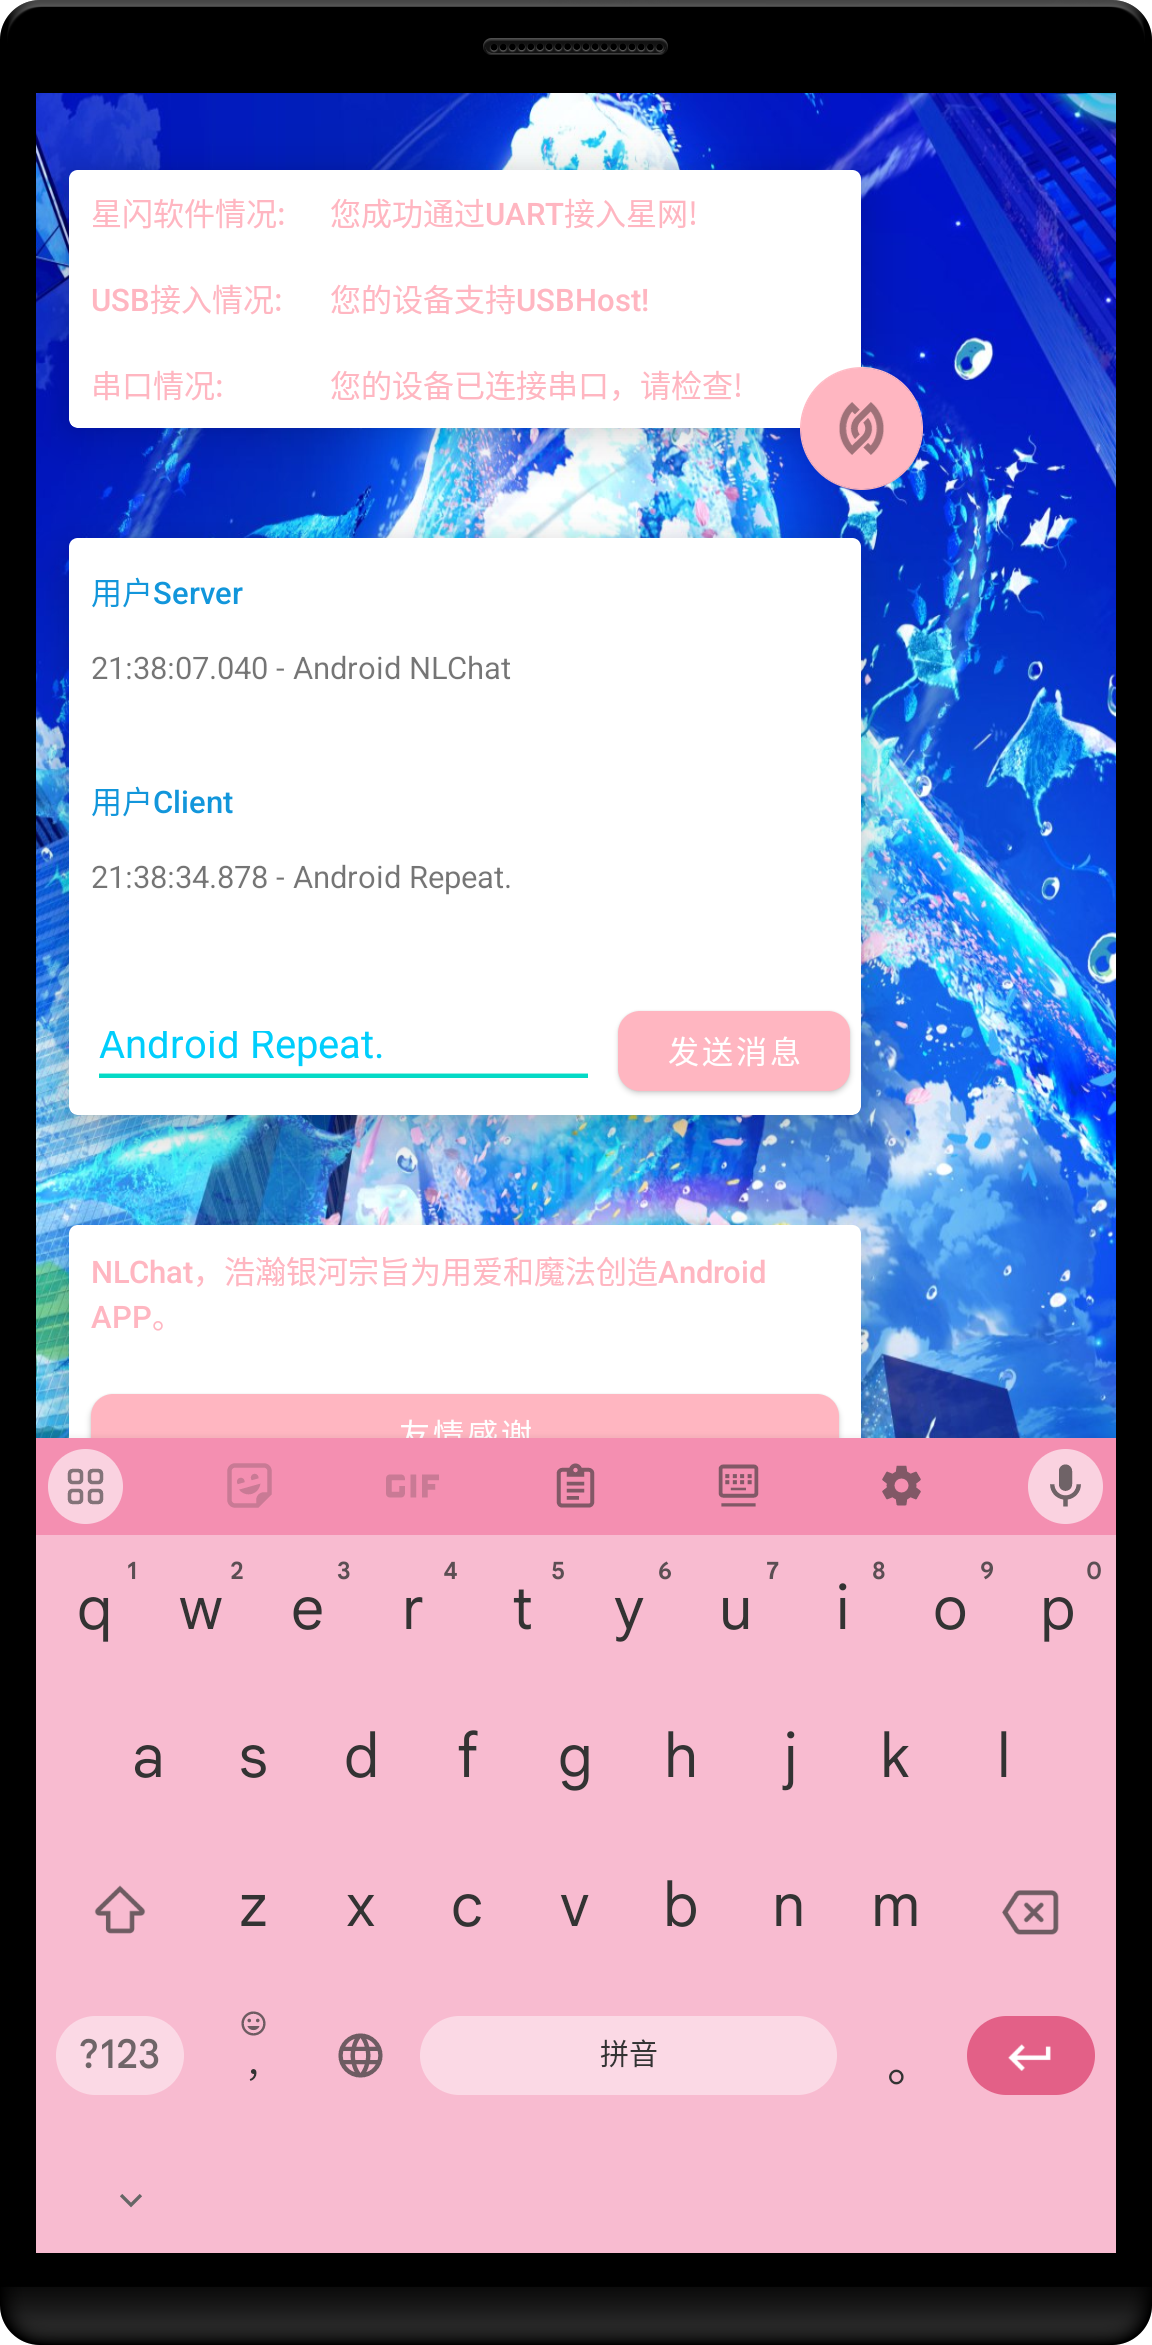 星闪软件情况: 您成功通过UART接入星网!
USB接入情况: 您的设备支持USBHost!
串口情况: 您的设备已连接串口，请检查!
用户Server
21:38:07.040 - Android NLChat
用户Client
21:38:34.878 - Android Repeat.
Android Repeat. 发送消息
NLChat，浩瀚银河宗旨为用爱和魔法创造Android
APP。
友情感谢
GIF
1 2 3 4 5 6 7 8 9 0
q w e r t y u i o p
a s d f g h j k l
z x c v b n m
?123 ， 拼音 。